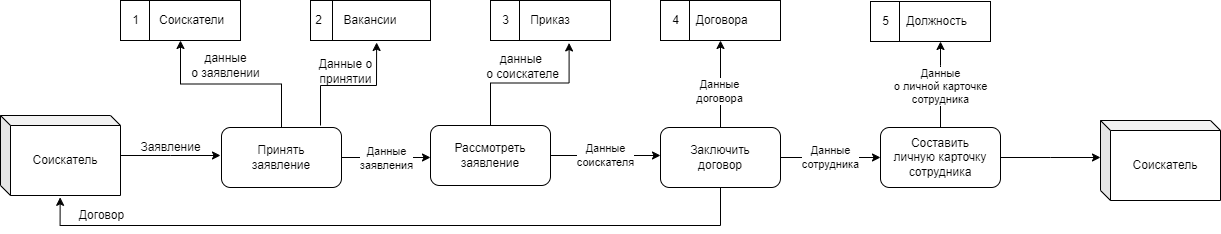 1 Соискатели
2 Вакансии
3 Приказ
4 Договора
5 Должность
данные
о заявлении
Данные о
принятии
данные
о соискателе
Данные
договора
Данные
о личной карточке
сотрудника
Соискатель
Заявление
Принять
заявление
Данные
заявления
Рассмотреть
заявление
Данные
соискателя
Заключить
договор
Данные
сотрудника
Составить
личную карточку
сотрудника
Соискатель
Договор